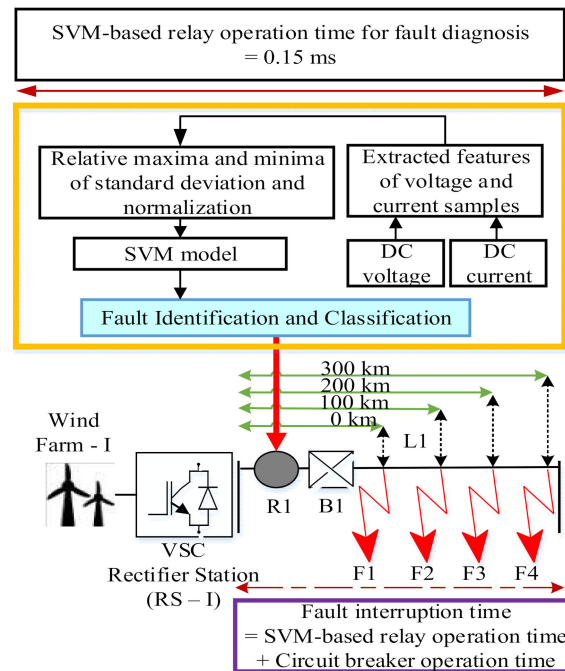 SVM-based relay operation time for fault diagnosis
= 0.15 ms
Relative maxima and minima
of standard deviation and
normalization
Extracted features
of voltage and
current samples
SVM model
DC
voltage
DC
current
Fault Identification and Classification
300 km
200 km
100 km
0 km
L1
Wind
Farm - I
R1
B1
VSC
Rectifier Station
(RS – I)
F1
F2
F3
F4
Fault interruption time
= SVM-based relay operation time
+ Circuit breaker operation time